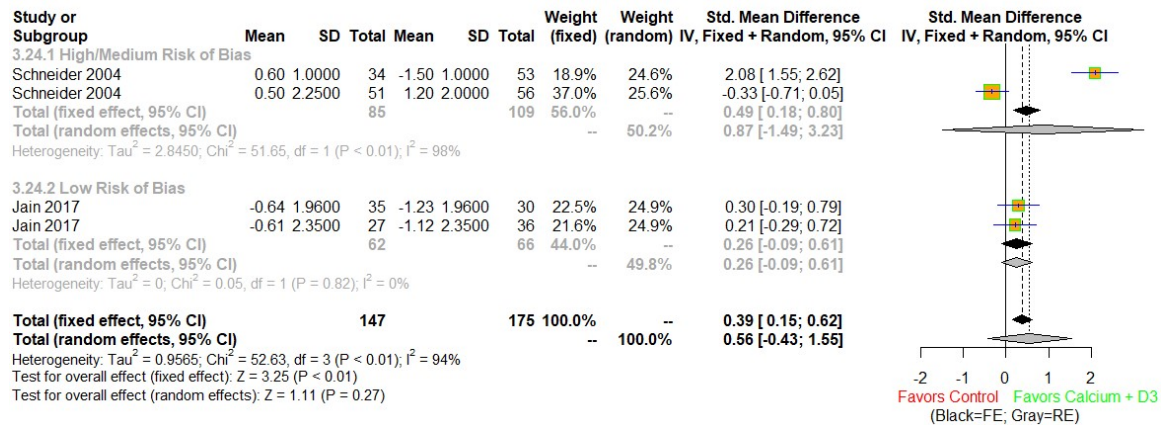 Study or Weight Weight Std. Mean Difference Std. Mean Difference
Subgroup Mean SD Total Mean SD Total (fixed) (random) IV, Fixed + Random, 95% CI IV, Fixed + Random, 95% CI
3.24.1 High/Medium Risk of Bias
Schneider 2004 0.60 1.0000 34 -1.50 1.0000 53 18.9% 24.6% 2.08 [ 1.55; 2.62]
Schneider 2004 0.50 2.2500 51 1.20 2.0000 56 37.0% 25.6% -0.33 [-0.71; 0.05]
Total (fixed effect, 95% CI) 85 109 56.0% -- 0.49 [ 0.18; 0.80]
Total (random effects, 95% CI) -- 50.2% 0.87 [-1.49; 3.23]
Heterogeneity: Tau² = 2.8450; Chi² = 51.65, df = 1 (P < 0.01); I² = 98%
3.24.2 Low Risk of Bias
Jain 2017 -0.64 1.9600 35 -1.23 1.9600 30 22.5% 24.9% 0.30 [-0.19; 0.79]
Jain 2017 -0.61 2.3500 27 -1.12 2.3500 36 21.6% 24.9% 0.21 [-0.29; 0.72]
Total (fixed effect, 95% CI) 62 66 44.0% -- 0.26 [-0.09; 0.61]
Total (random effects, 95% CI) -- 49.8% 0.26 [-0.09; 0.61]
Heterogeneity: Tau² = 0; Chi² = 0.05, df = 1 (P = 0.82); I² = 0%
Total (fixed effect, 95% CI) 147 175 100.0% -- 0.39 [ 0.15; 0.62]
Total (random effects, 95% CI) -- 100.0% 0.56 [-0.43; 1.55]
Heterogeneity: Tau² = 0.9565; Chi² = 52.63, df = 3 (P < 0.01); I² = 94%
Test for overall effect (fixed effect): Z = 3.25 (P < 0.01)
Test for overall effect (random effects): Z = 1.11 (P = 0.27)
-2 -1 0 1 2
Favors Control Favors Calcium + D3
(Black=FE; Gray=RE)